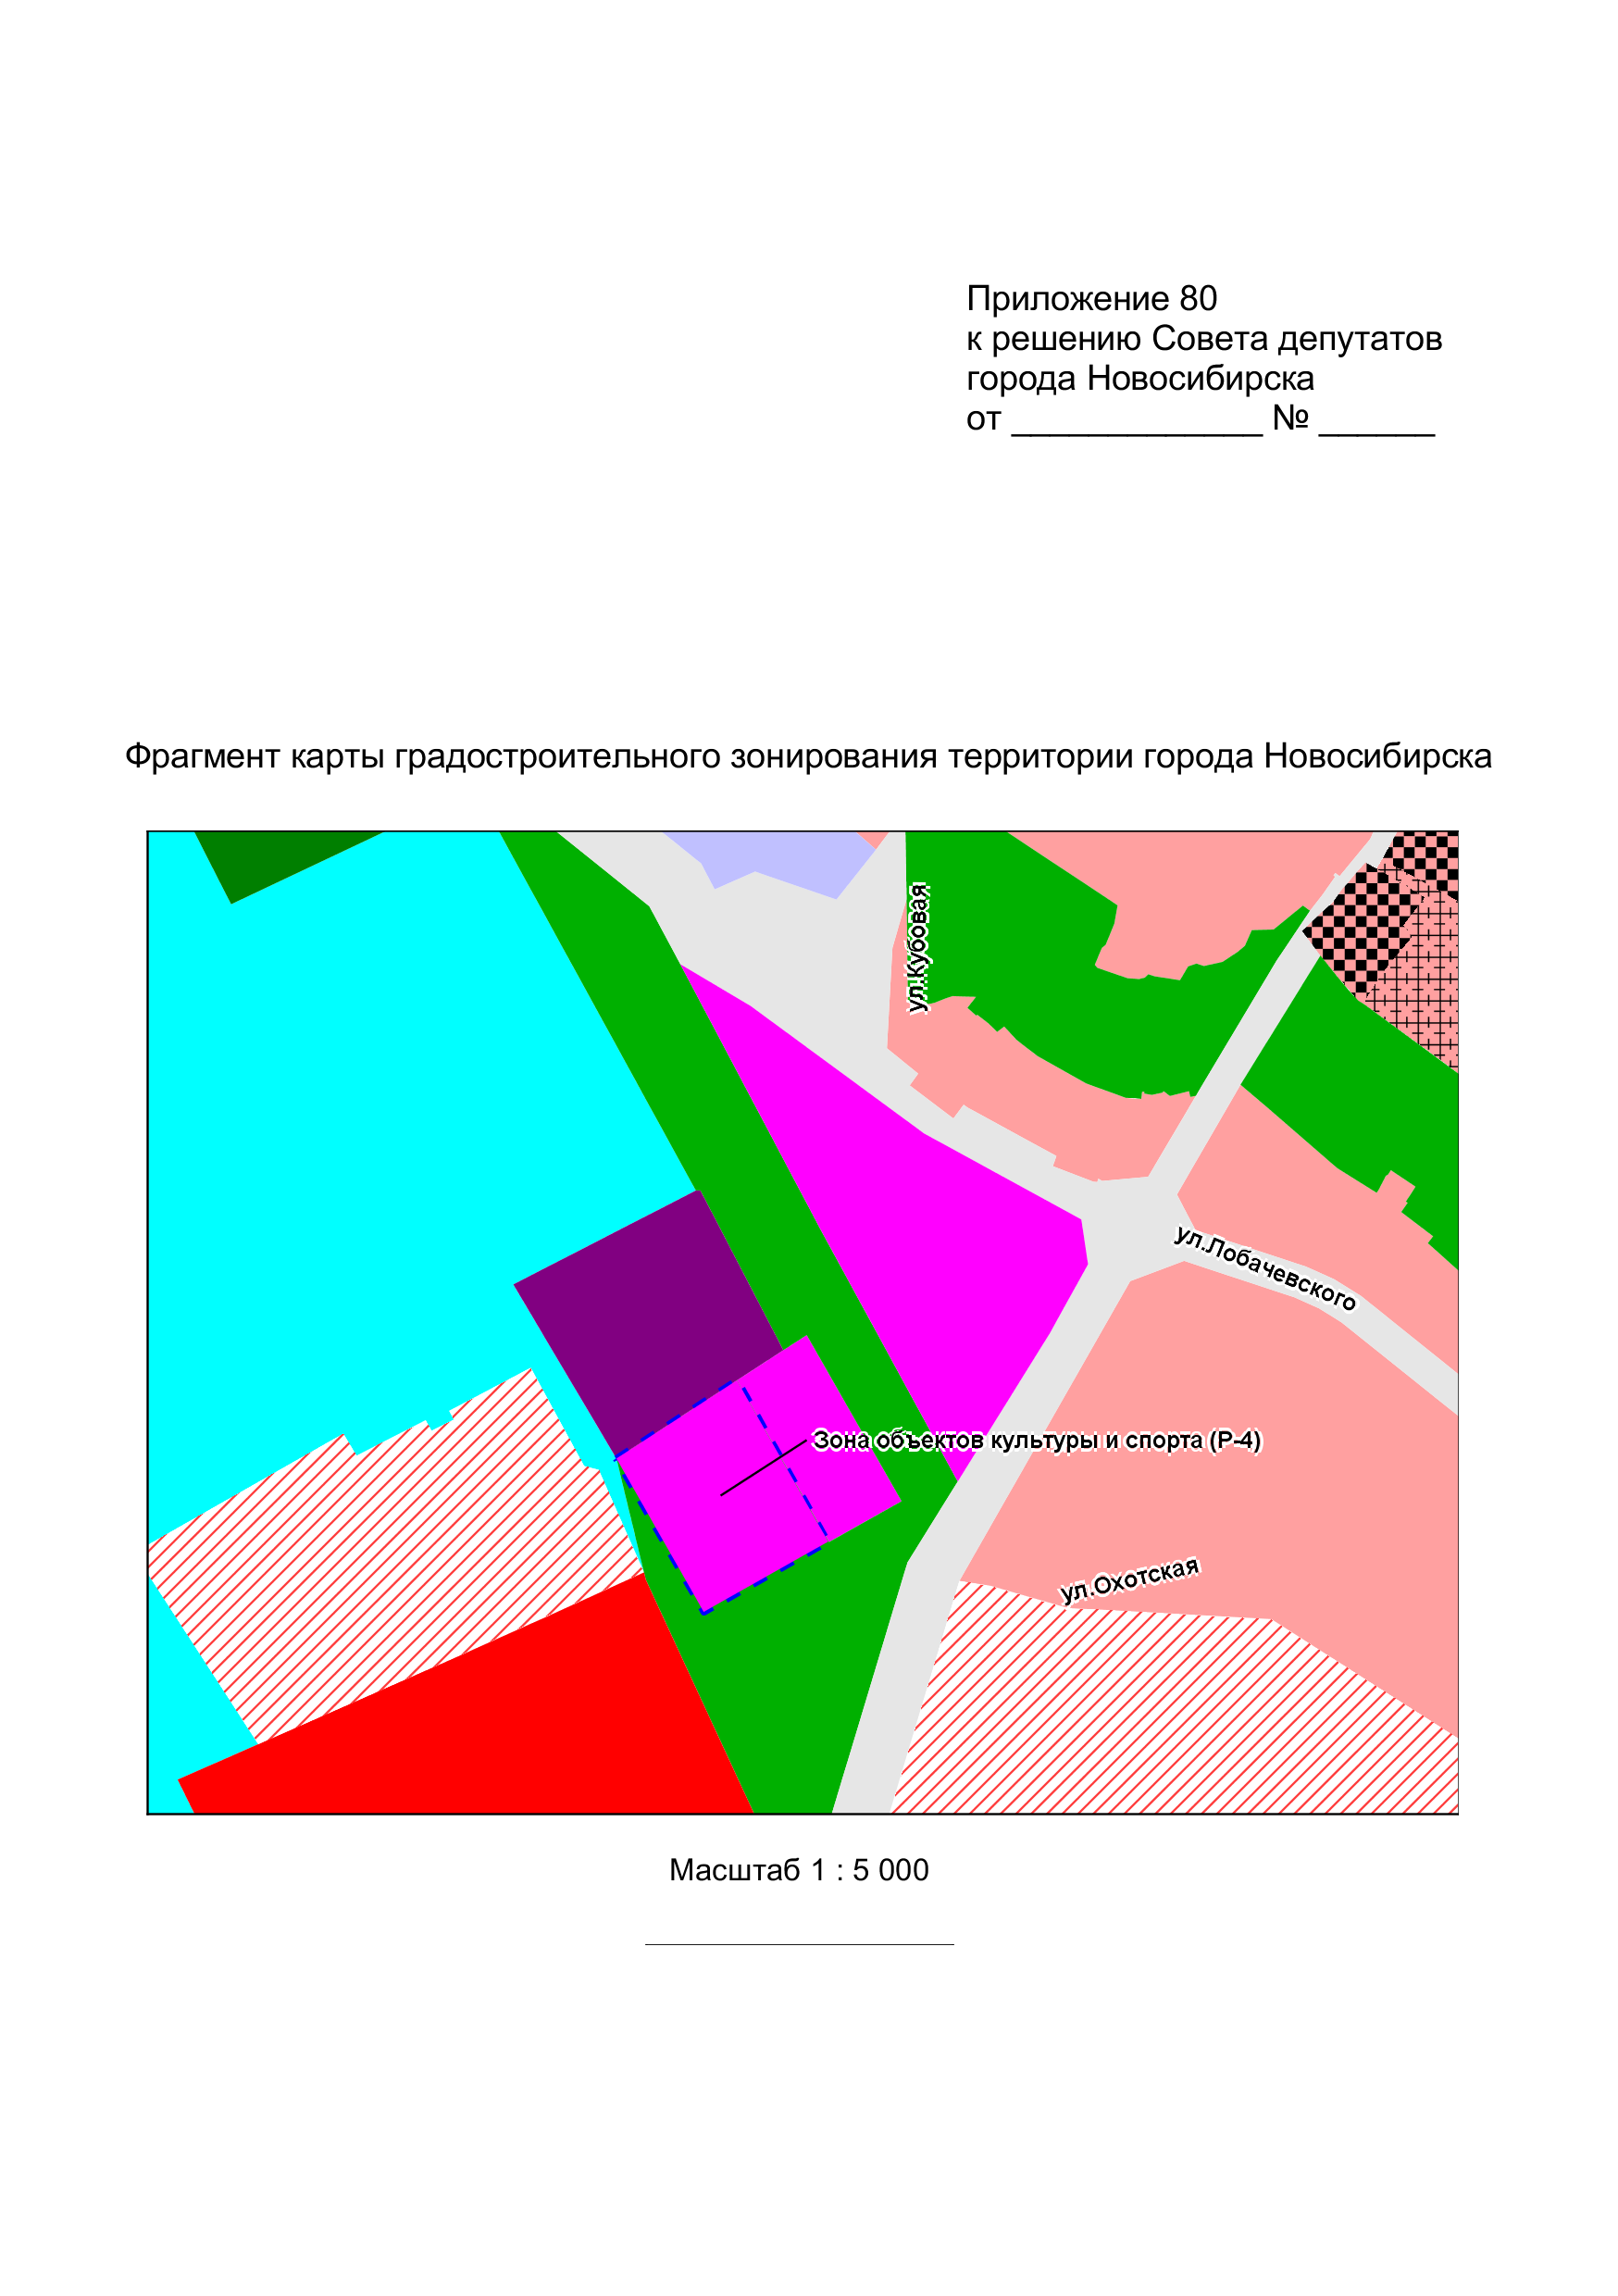 Приложение 80
к решению Совета депутатов
города Новосибирска
от _____________ № ______
Фрагмент карты градостроительного зонирования территории города Новосибирска
ул.Кубовая
ул.Лобачевского
Зона объектов культуры и спорта (Р-4)
ул.Охотская
Масштаб 1 : 5 000